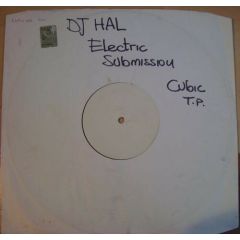 DJ HAL
Electric
Submission
Cubic
T.P.